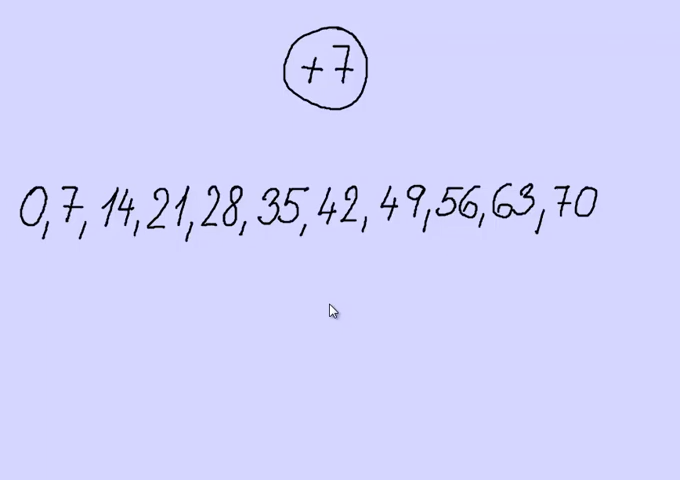 +7
0, 7, 14, 21, 28, 35, 42, 49, 56, 63, 70